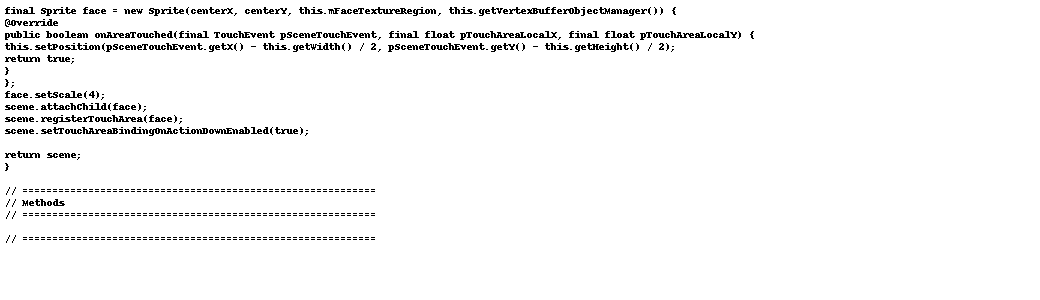 final Sprite face = new Sprite(centerX, centerY, this.mFaceTextureRegion, this.getVertexBufferObjectManager()) {
@Override
public boolean onAreaTouched(final TouchEvent pSceneTouchEvent, final float pTouchAreaLocalX, final float pTouchAreaLocalY) {
this.setPosition(pSceneTouchEvent.getX() - this.getWidth() / 2, pSceneTouchEvent.getY() - this.getHeight() / 2);
return true;
}
};
face.setScale(4);
scene.attachChild(face);
scene.registerTouchArea(face);
scene.setTouchAreaBindingOnActionDownEnabled(true);

return scene;
}

// ===========================================================
// Methods
// ===========================================================

// ===========================================================